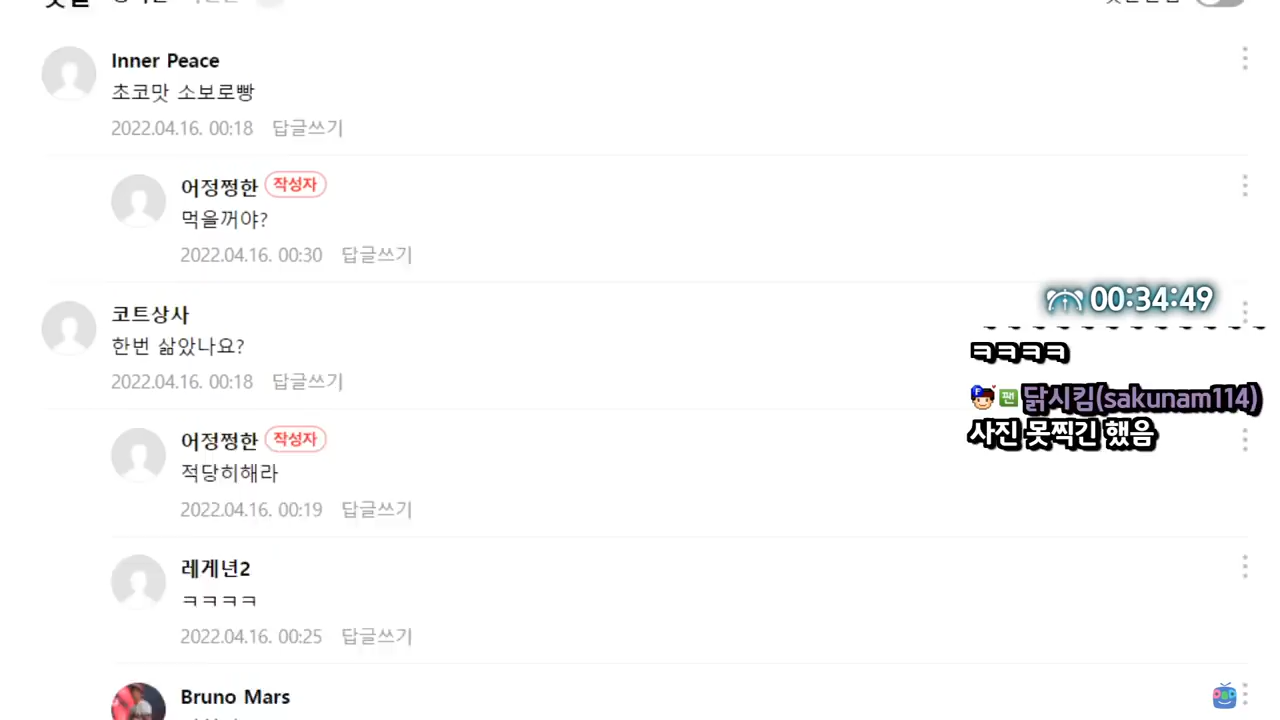 Inner Peace
초코맛 소보로빵
2022.04.16. 00:18 답글쓰기
어정쩡한 작성자
먹을꺼야?
2022.04.16. 00:30 답글쓰기
00:34:49
코트상사
한번 삶았나요?
2022.04.16. 00:18 답글쓰기
ㅋㅋㅋㅋ
팬 닭시킴(sakunam114)
사진 못찍긴 했음
어정쩡한 작성자
적당히해라
2022.04.16. 00:19 답글쓰기
레게년2
ㅋㅋㅋㅋ
2022.04.16. 00:25 답글쓰기
Bruno Mars